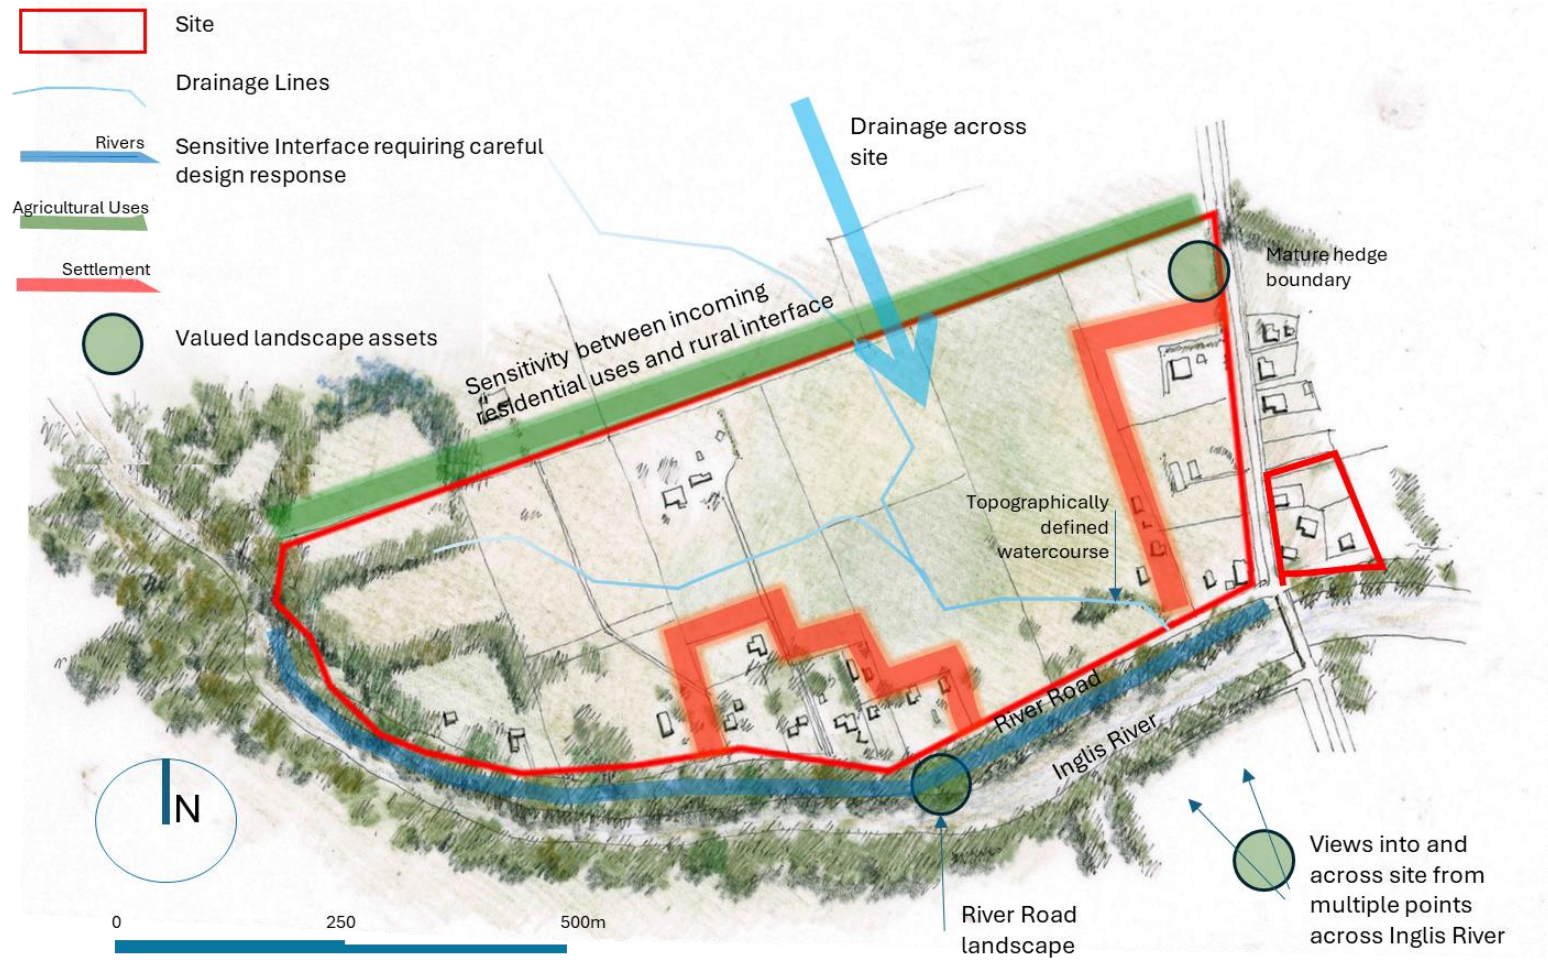 Site
Drainage Lines
Rivers
Sensitive Interface requiring careful
design response
Agricultural Uses
Settlement
Valued landscape assets
Drainage across
site
Mature hedge
boundary
Sensitivity between incoming
residential uses and rural interface
Topographically
defined
watercourse
River Road
Inglis River
N
Views into and
across site from
multiple points
across Inglis River
River Road
landscape
0 250 500m